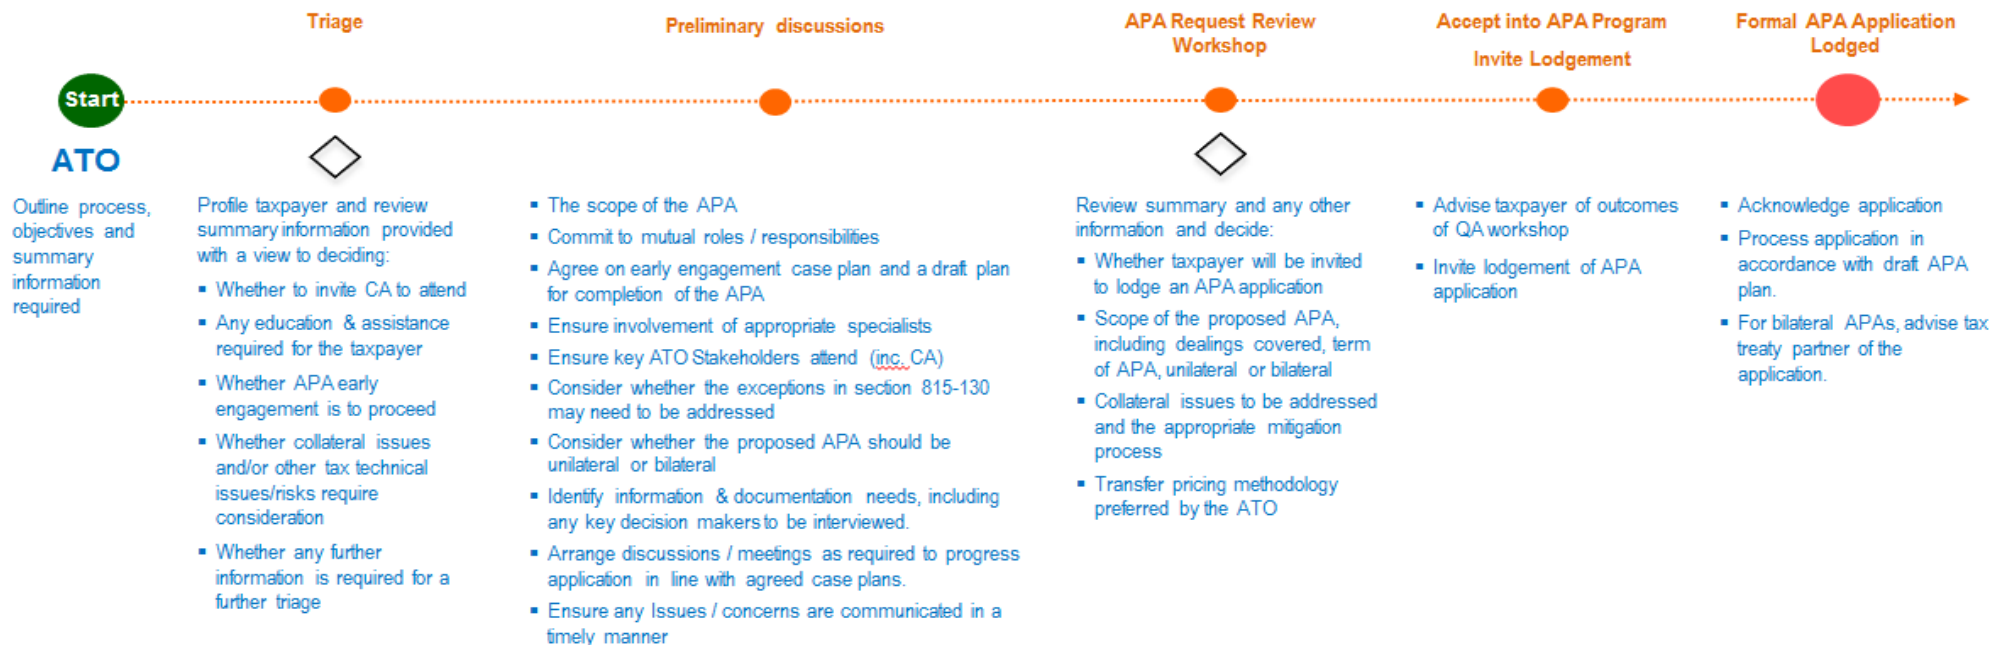 Triage
Preliminary discussions
APA Request Review
Workshop
Accept into APA Program
Invite Lodgement
Formal APA Application
Lodged
Start
ATO
Outline process,
objectives and
summary
information
required
Profile taxpayer and review
summary information provided
with a view to deciding:
▪ Whether to invite CA to attend
▪ Any education & assistance
required for the taxpayer
▪ Whether APA early
engagement is to proceed
▪ Whether collateral issues
and/or other tax technical
issues/risks require
consideration
▪ Whether any further
information is required for a
further triage
▪ The scope of the APA
▪ Commit to mutual roles / responsibilities
▪ Agree on early engagement case plan and a draft plan
for completion of the APA
▪ Ensure involvement of appropriate specialists
▪ Ensure key ATO Stakeholders attend (inc. CA)
▪ Consider whether the exceptions in section 815-130
may need to be addressed
▪ Consider whether the proposed APA should be
unilateral or bilateral
▪ Identify information & documentation needs, including
any key decision makers to be interviewed.
▪ Arrange discussions / meetings as required to progress
application in line with agreed case plans.
▪ Ensure any Issues / concerns are communicated in a
timely manner
Review summary and any other
information and decide:
▪ Whether taxpayer will be invited
to lodge an APA application
▪ Scope of the proposed APA,
including dealings covered, term
of APA, unilateral or bilateral
▪ Collateral issues to be addressed
and the appropriate mitigation
process
▪ Transfer pricing methodology
preferred by the ATO
▪ Advise taxpayer of outcomes
of QA workshop
▪ Invite lodgement of APA
application
▪ Acknowledge application
▪ Process application in
accordance with draft APA
plan.
▪ For bilateral APAs, advise tax
treaty partner of the
application.